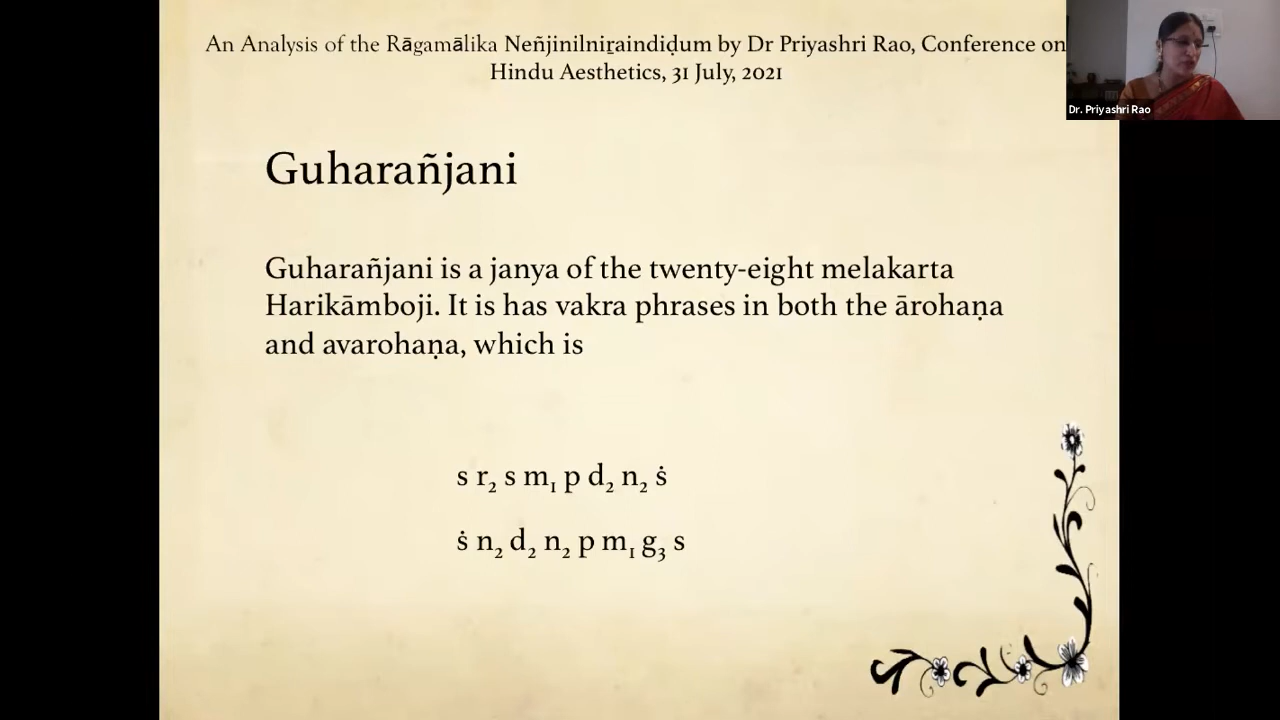 An Analysis of the Rāgamālika Neñjinilniṟaindiḍum by Dr Priyashri Rao, Conference on
Hindu Aesthetics, 31 July, 2021
Dr. Priyashri Rao
Guharañjani
Guharañjani is a janya of the twenty-eight melakarta
Harikāmboji. It is has vakra phrases in both the ārohaṇa
and avarohaṇa, which is
s r₂ s m₁ p d₂ n₂ ṡ
ṡ n₂ d₂ n₂ p m₁ g₃ s